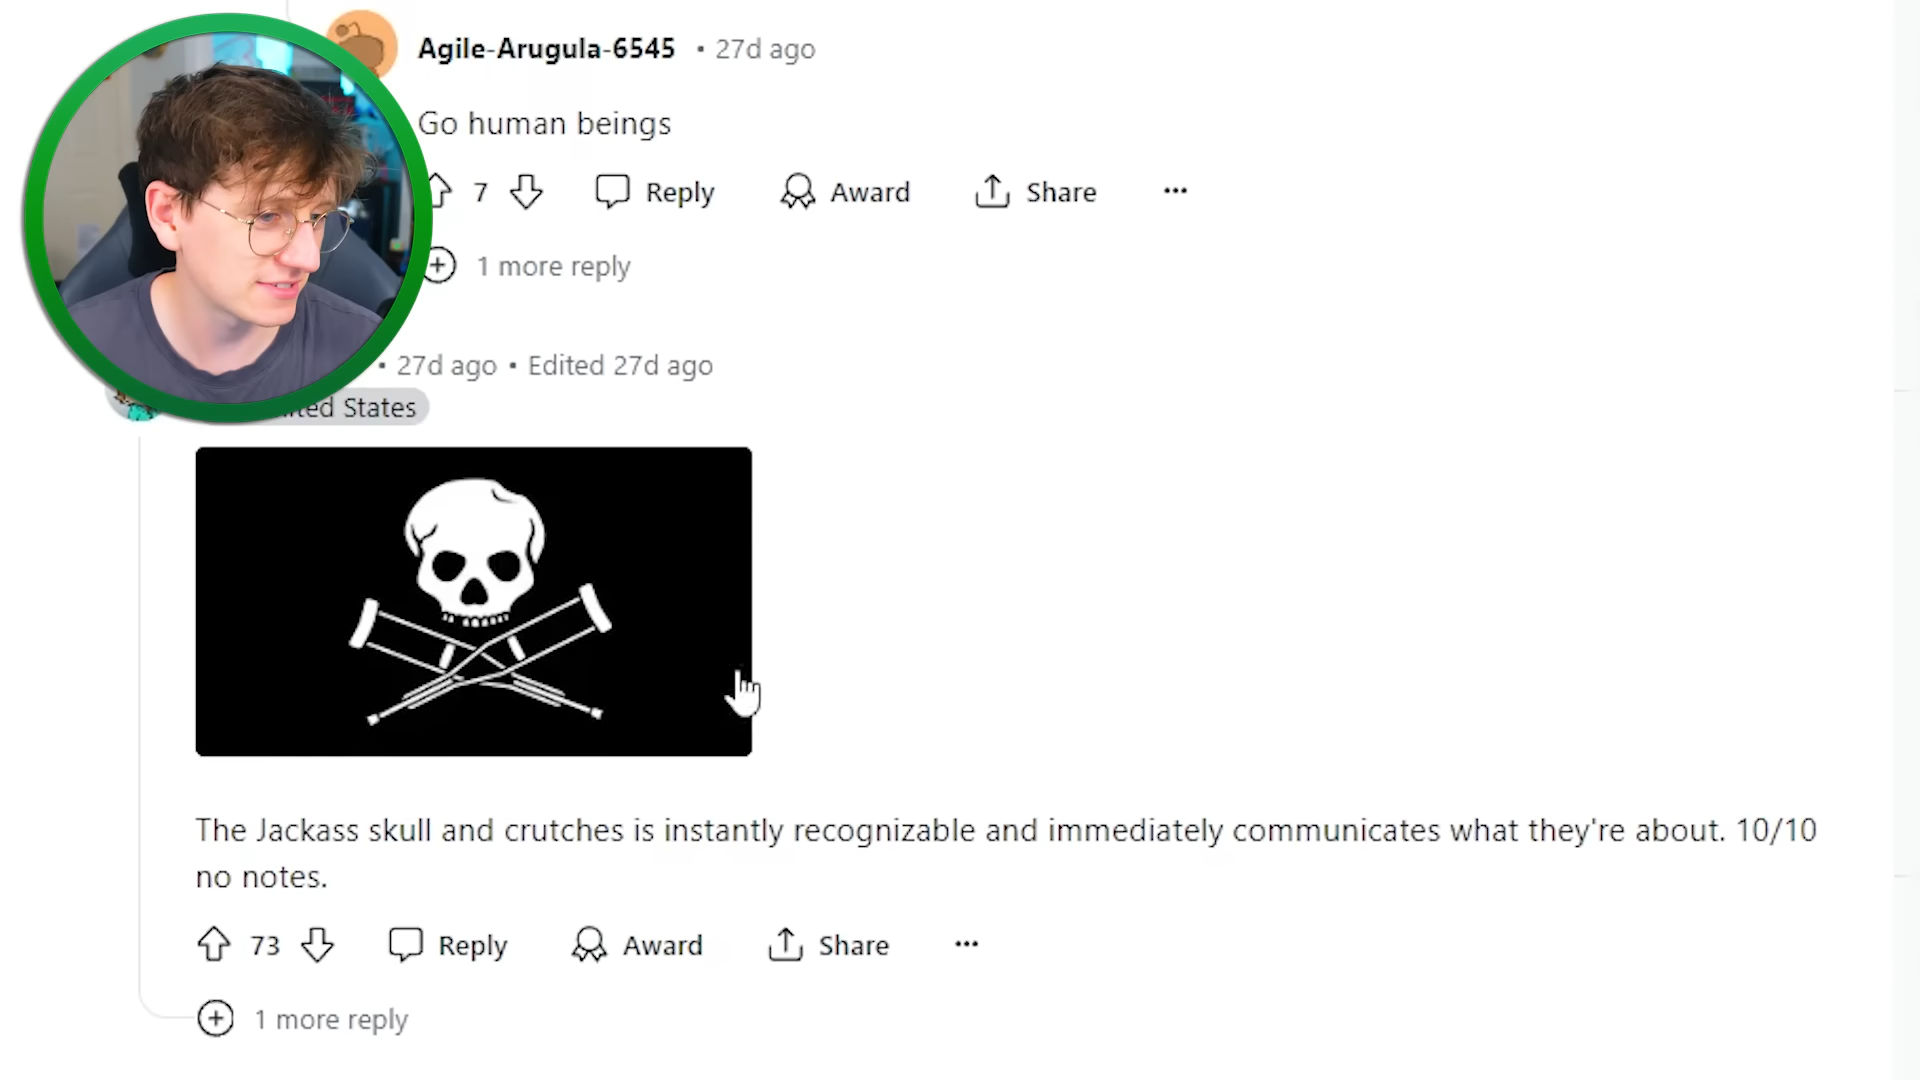 Agile-Arugula-6545 • 27d ago
Go human beings
7 Reply Award Share ...
1 more reply
• 27d ago • Edited 27d ago
States
The Jackass skull and crutches is instantly recognizable and immediately communicates what they're about. 10/10
no notes.
73 Reply Award Share ...
1 more reply